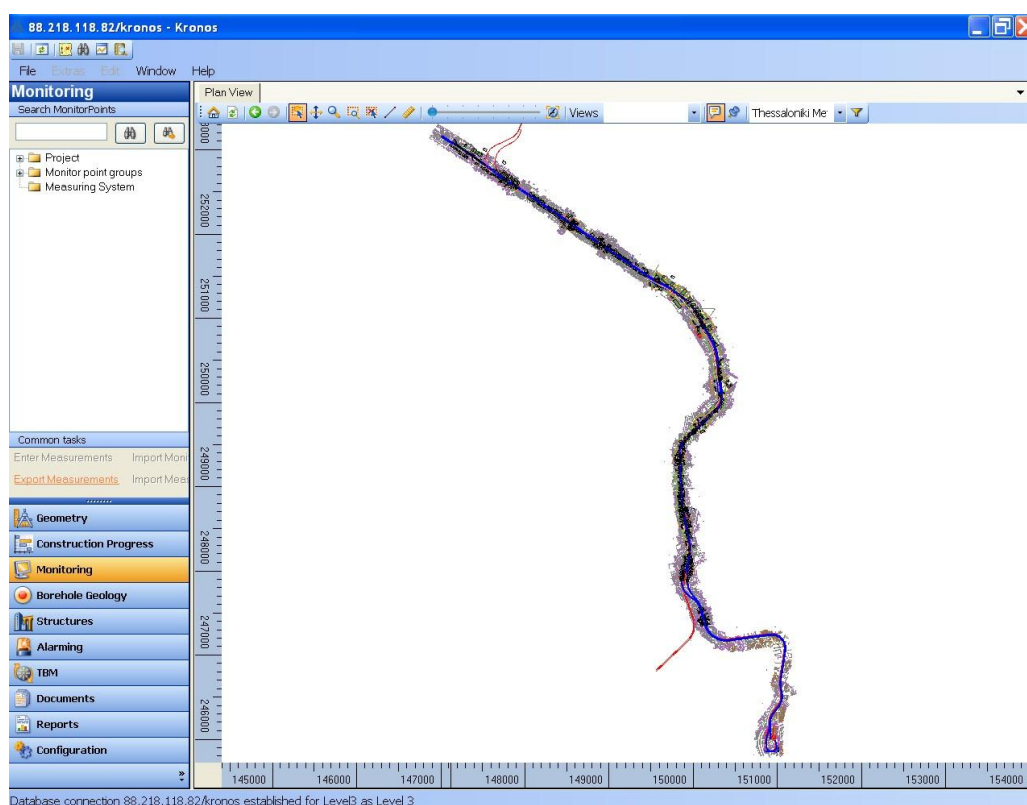 88.218.118.82/kronos - Kronos
File Extras Edit Window Help
Monitoring
Search MonitorPoints
Project
Monitor point groups
Measuring System
Common tasks
Enter Measurements Import Moni
Export Measurements Import Meas
Geometry
Construction Progress
Monitoring
Borehole Geology
Structures
Alarming
TBM
Documents
Reports
Configuration
Plan View
Views Thessaloniki Me
252000
251000
250000
249000
248000
247000
246000
145000 146000 147000 148000 149000 150000 151000 152000 153000 154000
Database connection 88.218.118.82/kronos established for Level3 as Level 3